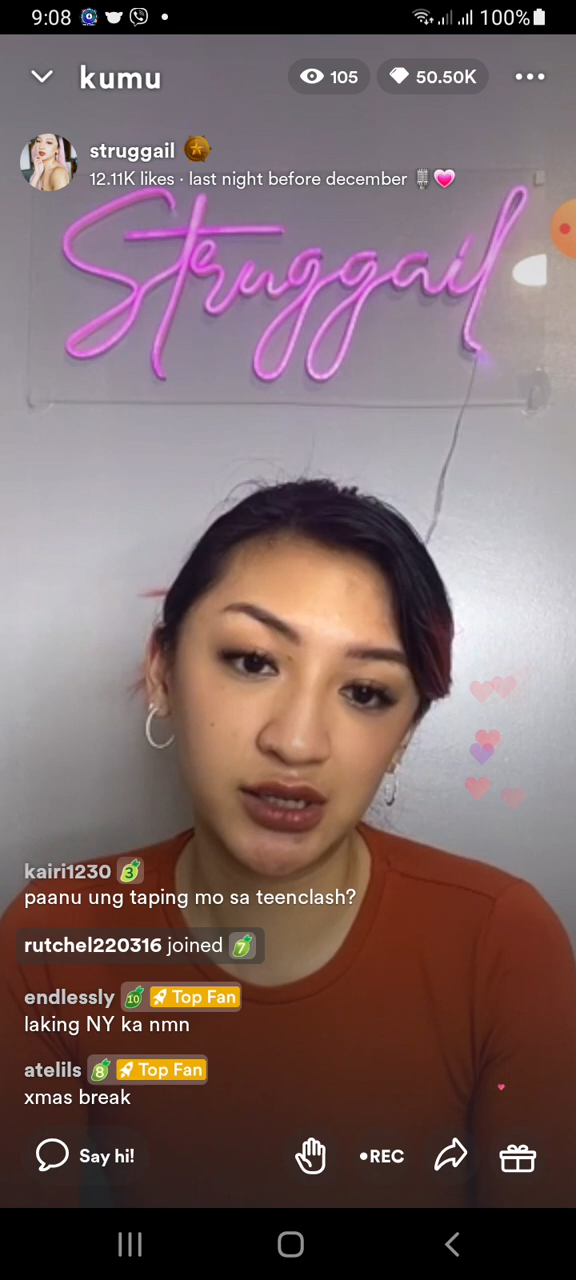 9:08
100%
kumu
105
50.50K
struggail
12.11K likes · last night before december
Struggail
kairi1230 3
paanu ung taping mo sa teenclash?
rutchel220316 joined 7
endlessly 10 Top Fan
laking NY ka nmn
atelils 8 Top Fan
xmas break
Say hi!
•REC